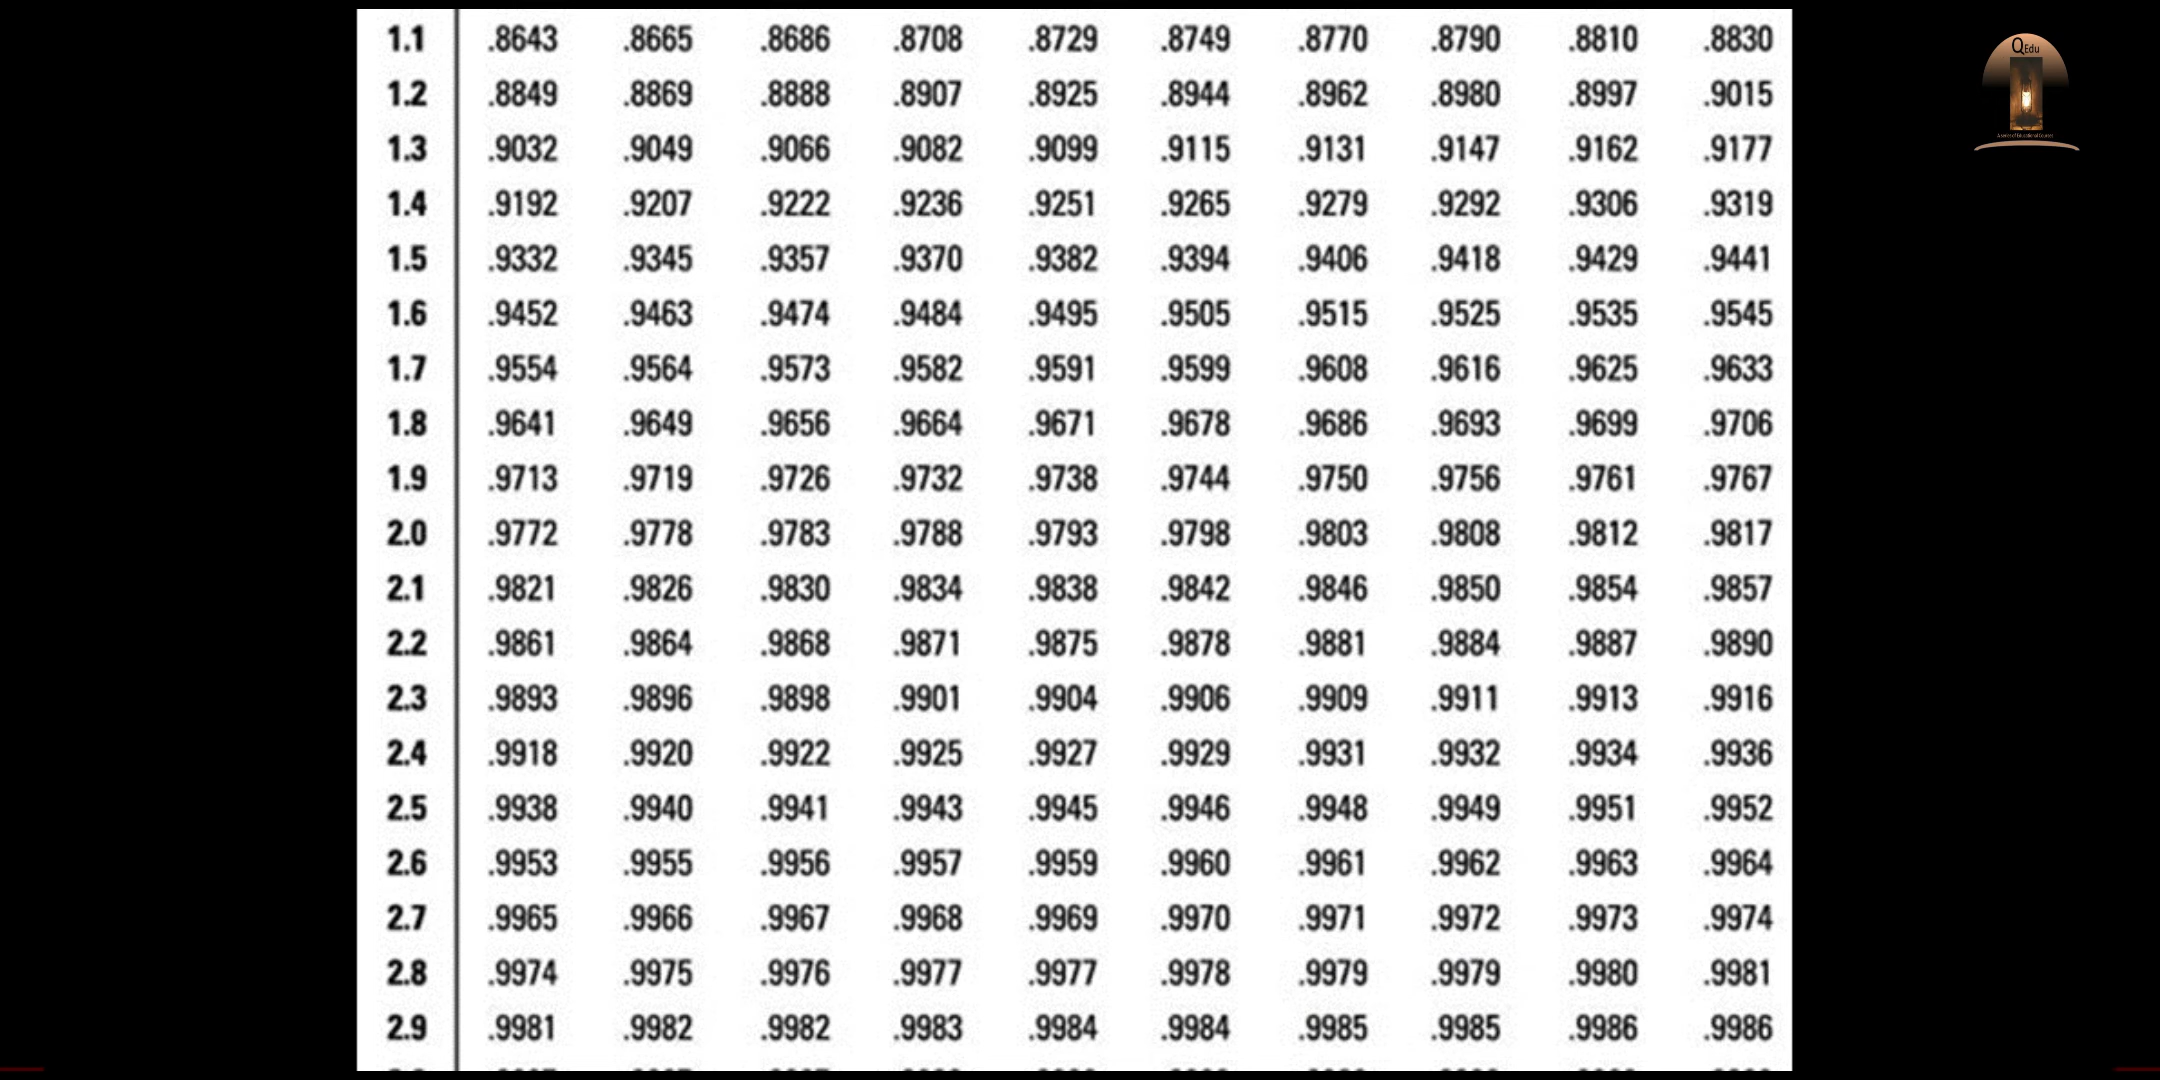 1.1 .8643 .8665 .8686 .8708 .8729 .8749 .8770 .8790 .8810 .8830
1.2 .8849 .8869 .8888 .8907 .8925 .8944 .8962 .8980 .8997 .9015
1.3 .9032 .9049 .9066 .9082 .9099 .9115 .9131 .9147 .9162 .9177
1.4 .9192 .9207 .9222 .9236 .9251 .9265 .9279 .9292 .9306 .9319
1.5 .9332 .9345 .9357 .9370 .9382 .9394 .9406 .9418 .9429 .9441
1.6 .9452 .9463 .9474 .9484 .9495 .9505 .9515 .9525 .9535 .9545
1.7 .9554 .9564 .9573 .9582 .9591 .9599 .9608 .9616 .9625 .9633
1.8 .9641 .9649 .9656 .9664 .9671 .9678 .9686 .9693 .9699 .9706
1.9 .9713 .9719 .9726 .9732 .9738 .9744 .9750 .9756 .9761 .9767
2.0 .9772 .9778 .9783 .9788 .9793 .9798 .9803 .9808 .9812 .9817
2.1 .9821 .9826 .9830 .9834 .9838 .9842 .9846 .9850 .9854 .9857
2.2 .9861 .9864 .9868 .9871 .9875 .9878 .9881 .9884 .9887 .9890
2.3 .9893 .9896 .9898 .9901 .9904 .9906 .9909 .9911 .9913 .9916
2.4 .9918 .9920 .9922 .9925 .9927 .9929 .9931 .9932 .9934 .9936
2.5 .9938 .9940 .9941 .9943 .9945 .9946 .9948 .9949 .9951 .9952
2.6 .9953 .9955 .9956 .9957 .9959 .9960 .9961 .9962 .9963 .9964
2.7 .9965 .9966 .9967 .9968 .9969 .9970 .9971 .9972 .9973 .9974
2.8 .9974 .9975 .9976 .9977 .9977 .9978 .9979 .9979 .9980 .9981
2.9 .9981 .9982 .9982 .9983 .9984 .9984 .9985 .9985 .9986 .9986
QEdu
A series of Educational Courses